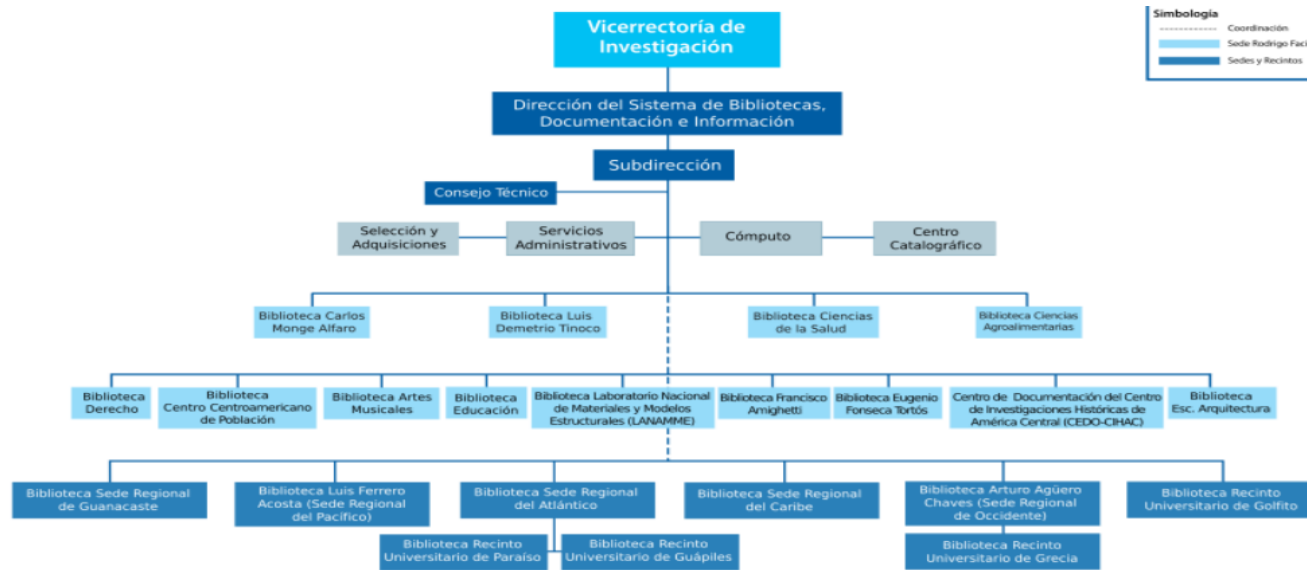 Simbología
Coordinación
Sede Rodrigo Faci
Sedes y Recintos
Vicerrectoría de
Investigación
Dirección del Sistema de Bibliotecas,
Documentación e Información
Subdirección
Consejo Técnico
Selección y
Adquisiciones
Servicios
Administrativos
Cómputo
Centro
Catalográfico
Biblioteca Carlos
Monge Alfaro
Biblioteca Luis
Demetrio Tinoco
Biblioteca Ciencias
de la Salud
Biblioteca Ciencias
Agroalimentarias
Biblioteca
Derecho
Biblioteca
Centro Centroamericano
de Población
Biblioteca Artes
Musicales
Biblioteca
Educación
Biblioteca Laboratorio Nacional
de Materiales y Modelos
Estructurales (LANAMME)
Biblioteca Francisco
Amighetti
Biblioteca Eugenio
Fonseca Tortós
Centro de Documentación del Centro
de Investigaciones Históricas de
América Central (CEDO-CIHAC)
Biblioteca
Esc. Arquitectura
Biblioteca Sede Regional
de Guanacaste
Biblioteca Luis Ferrero
Acosta (Sede Regional
del Pacífico)
Biblioteca Sede Regional
del Atlántico
Biblioteca Sede Regional
del Caribe
Biblioteca Arturo Agüero
Chaves (Sede Regional
de Occidente)
Biblioteca Recinto
Universitario de Golfito
Biblioteca Recinto
Universitario de Paraíso
Biblioteca Recinto
Universitario de Guápiles
Biblioteca Recinto
Universitario de Grecia